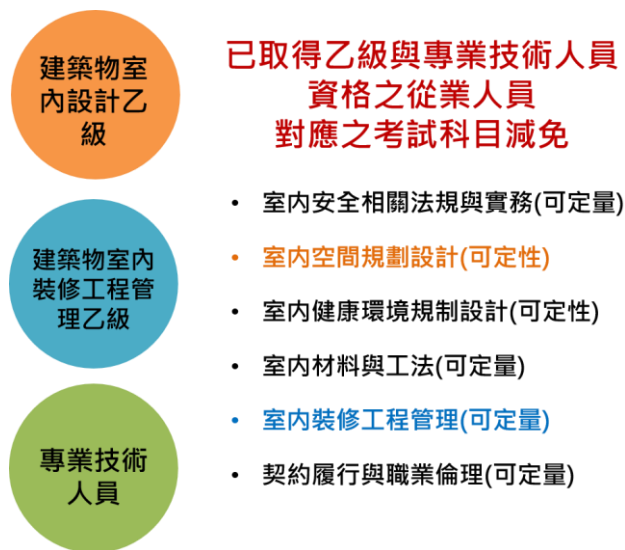 建築物室
內設計乙
級
已取得乙級與專業技術人員
資格之從業人員
對應之考試科目減免
建築物室內
裝修工程管
理乙級
專業技術
人員
• 室內安全相關法規與實務(可定量)
• 室內空間規劃設計(可定性)
• 室內健康環境規制設計(可定性)
• 室內材料與工法(可定量)
• 室內裝修工程管理(可定量)
• 契約履行與職業倫理(可定量)